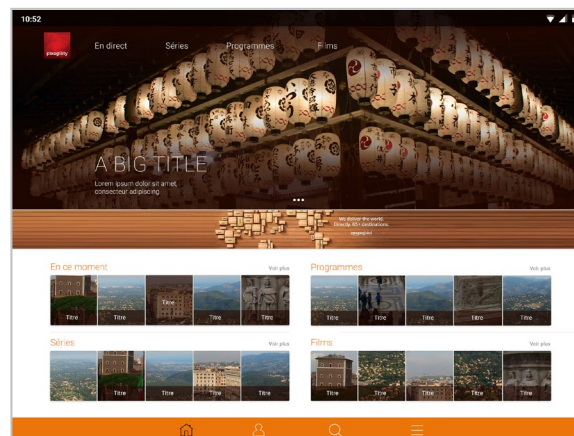 10:52
pixagility
En direct
Séries
Programmes
Films
A BIG TITLE
Lorem ipsum dolor sit amet,
consecteur adipiscing
We deliver the world.
Directly. 85+ destinations.
En ce moment
Voir plus
Titre
Titre
Titre
Titre
Titre
Programmes
Voir plus
Titre
Titre
Titre
Titre
Titre
Séries
Voir plus
Titre
Titre
Titre
Titre
Titre
Films
Voir plus
Titre
Titre
Titre
Titre
Titre